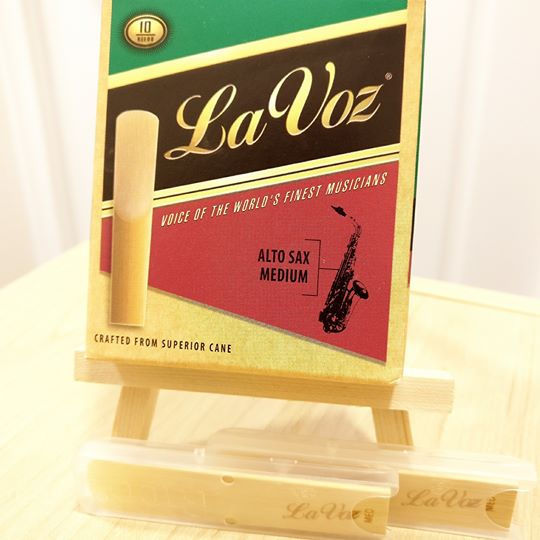 10
La Voz®
VOICE OF THE WORLD'S FINEST MUSICIANS
ALTO SAX
MEDIUM
CRAFTED FROM SUPERIOR CANE
La Voz MED
La Voz